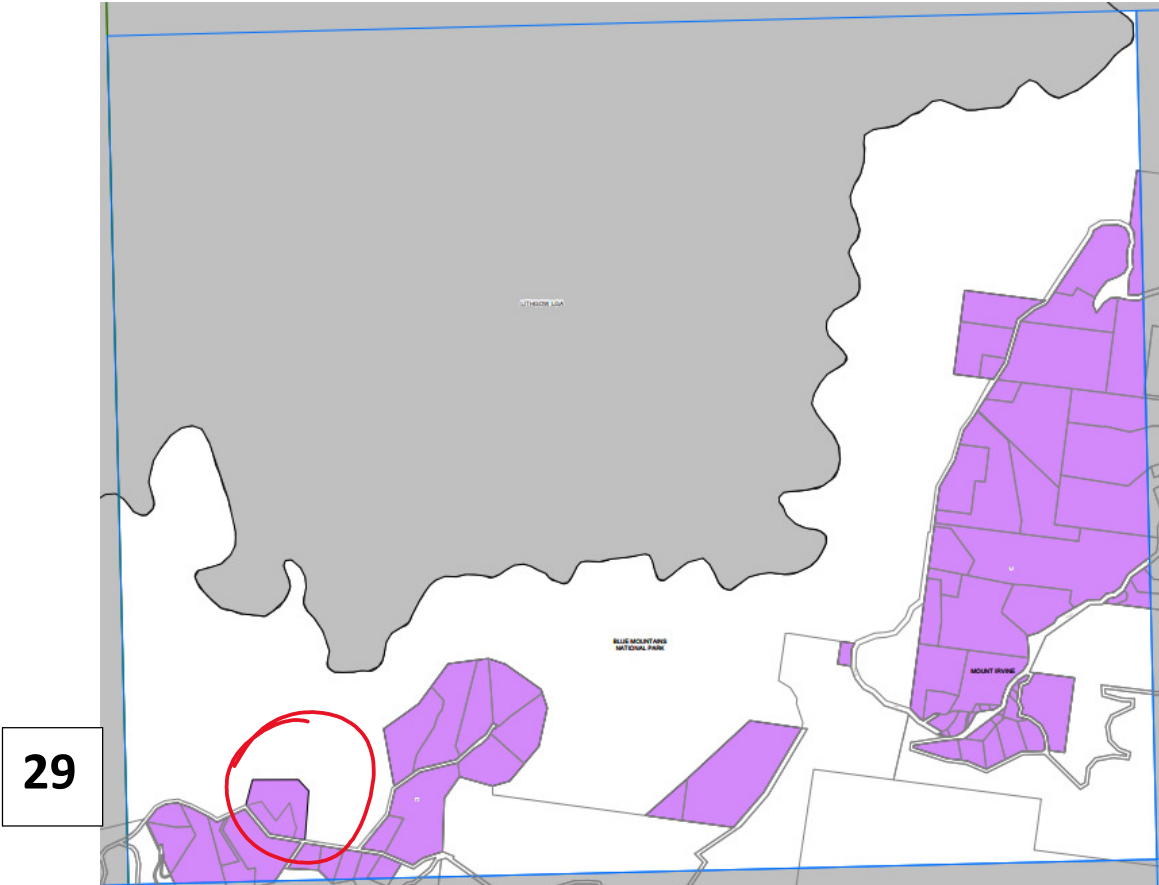 LITHGOW LGA
BLUE MOUNTAINS
NATIONAL PARK
U
MOUNT IRVINE
U
29